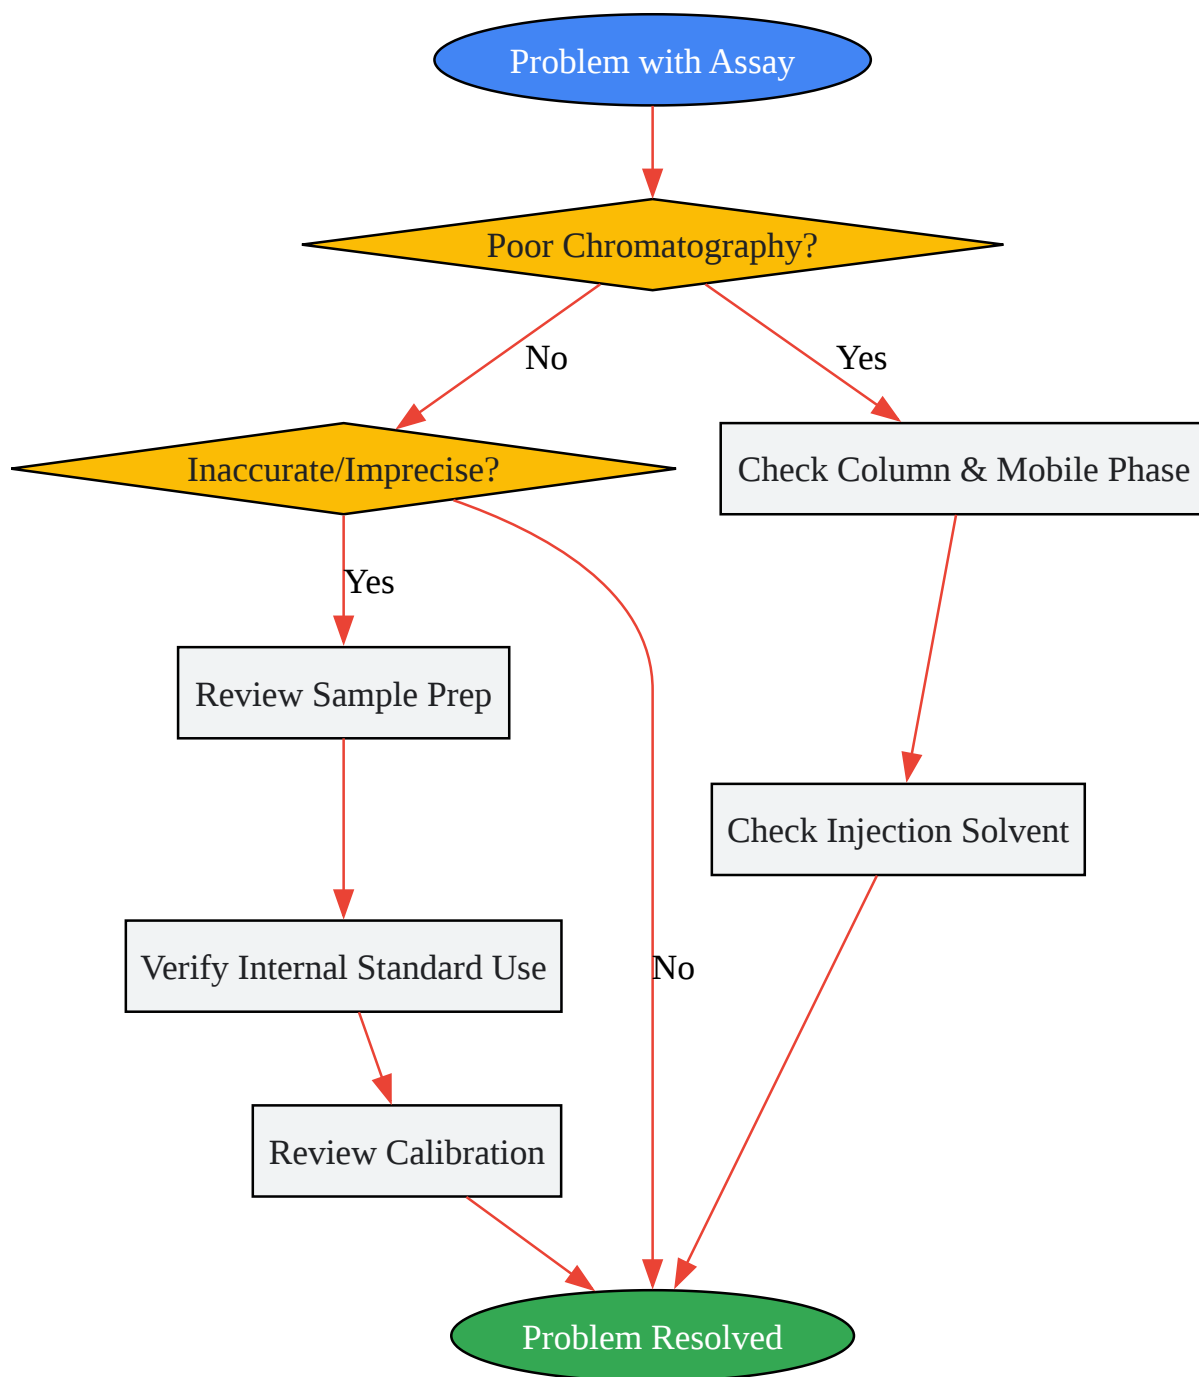 Problem with Assay
Poor Chromatography?
No
Yes
Inaccurate/Imprecise?
Check Column & Mobile Phase
Yes
Review Sample Prep
Check Injection Solvent
Verify Internal Standard Use
No
Review Calibration
Problem Resolved